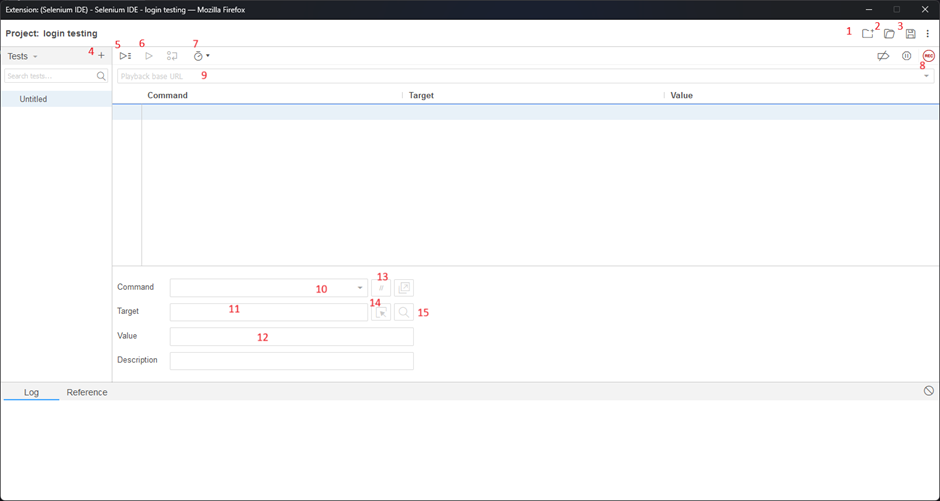 Extension: (Selenium IDE) - Selenium IDE - login testing — Mozilla Firefox
Project: login testing
1 2 3
Tests 4 + 5 6 7 REC
8
Search tests...
Playback base URL 9
Untitled
Command Target Value
Command 10 13 //
Target 11 14 15
Value 12
Description
Log Reference